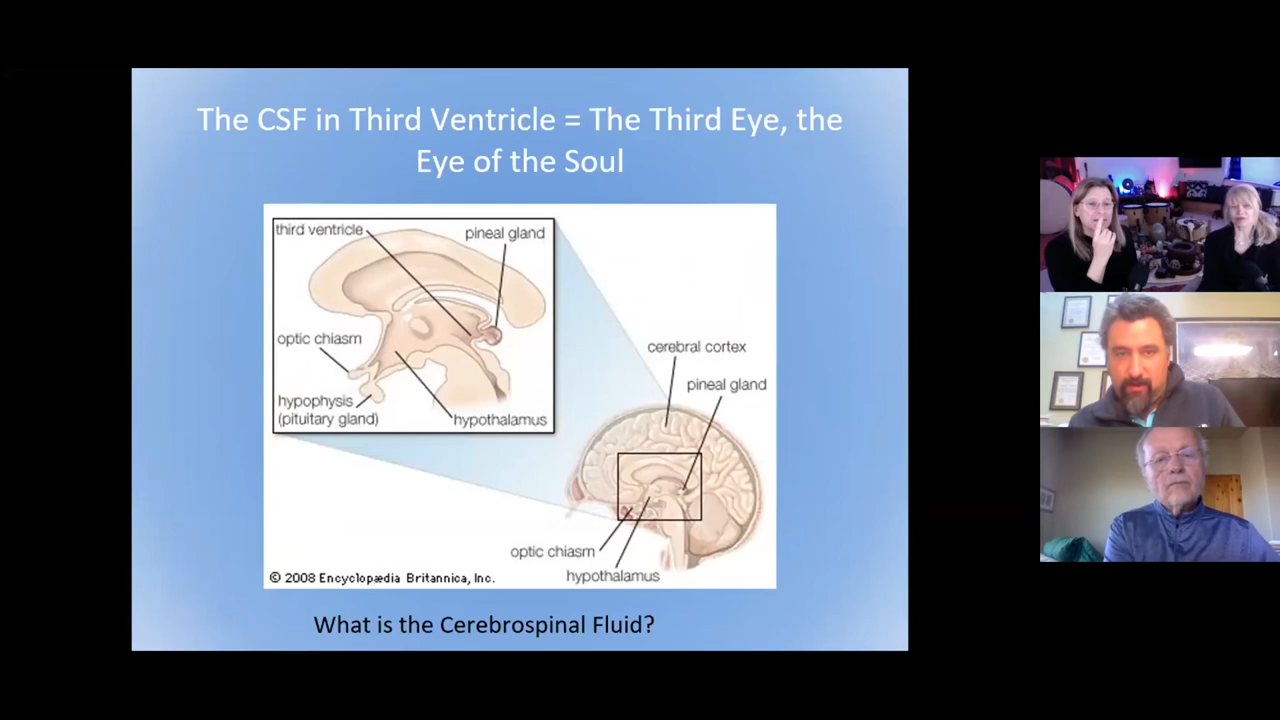 The CSF in Third Ventricle = The Third Eye, the
Eye of the Soul
third ventricle
pineal gland
optic chiasm
hypophysis
(pituitary gland)
hypothalamus
cerebral cortex
pineal gland
optic chiasm
hypothalamus
© 2008 Encyclopædia Britannica, Inc.
What is the Cerebrospinal Fluid?